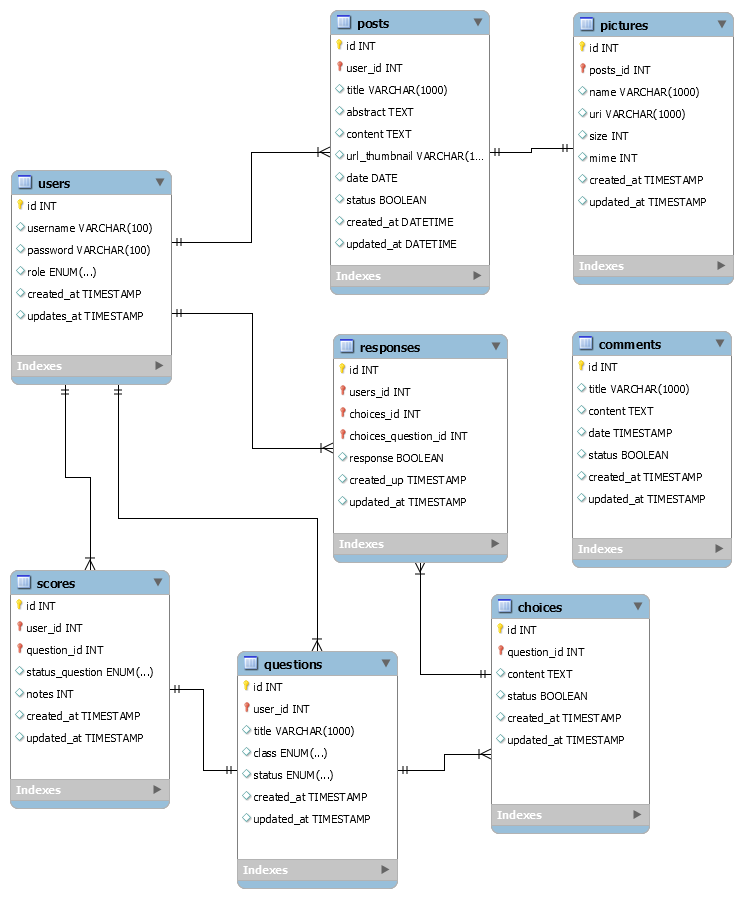 posts
id INT
user_id INT
title VARCHAR(1000)
abstract TEXT
content TEXT
url_thumbnail VARCHAR(1...
date DATE
status BOOLEAN
created_at DATETIME
updated_at DATETIME
Indexes
pictures
id INT
posts_id INT
name VARCHAR(1000)
uri VARCHAR(1000)
size INT
mime INT
created_at TIMESTAMP
updated_at TIMESTAMP
Indexes
users
id INT
username VARCHAR(100)
password VARCHAR(100)
role ENUM(...)
created_at TIMESTAMP
updates_at TIMESTAMP
Indexes
responses
id INT
users_id INT
choices_id INT
choices_question_id INT
response BOOLEAN
created_up TIMESTAMP
updated_at TIMESTAMP
Indexes
comments
id INT
title VARCHAR(1000)
content TEXT
date TIMESTAMP
status BOOLEAN
created_at TIMESTAMP
updated_at TIMESTAMP
Indexes
scores
id INT
user_id INT
question_id INT
status_question ENUM(...)
notes INT
created_at TIMESTAMP
updated_at TIMESTAMP
Indexes
questions
id INT
user_id INT
title VARCHAR(1000)
class ENUM(...)
status ENUM(...)
created_at TIMESTAMP
updated_at TIMESTAMP
Indexes
choices
id INT
question_id INT
content TEXT
status BOOLEAN
created_at TIMESTAMP
updated_at TIMESTAMP
Indexes